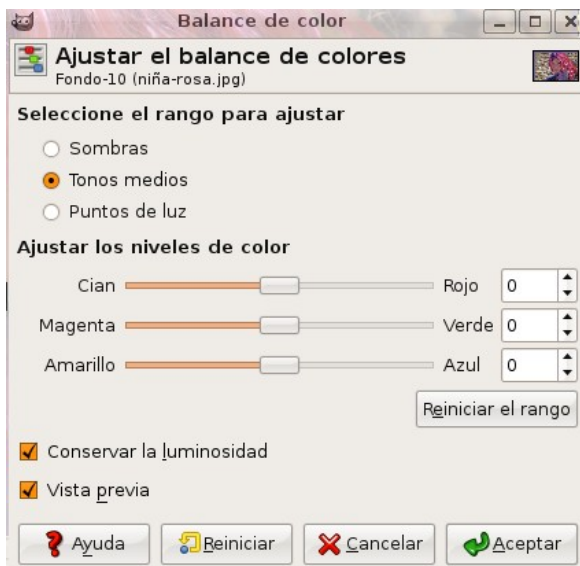 Balance de color
Ajustar el balance de colores
Fondo-10 (niña-rosa.jpg)
Seleccione el rango para ajustar
Sombras
Tonos medios
Puntos de luz
Ajustar los niveles de color
Cian Rojo 0
Magenta Verde 0
Amarillo Azul 0
Reiniciar el rango
Conservar la luminosidad
Vista previa
Ayuda Reiniciar Cancelar Aceptar